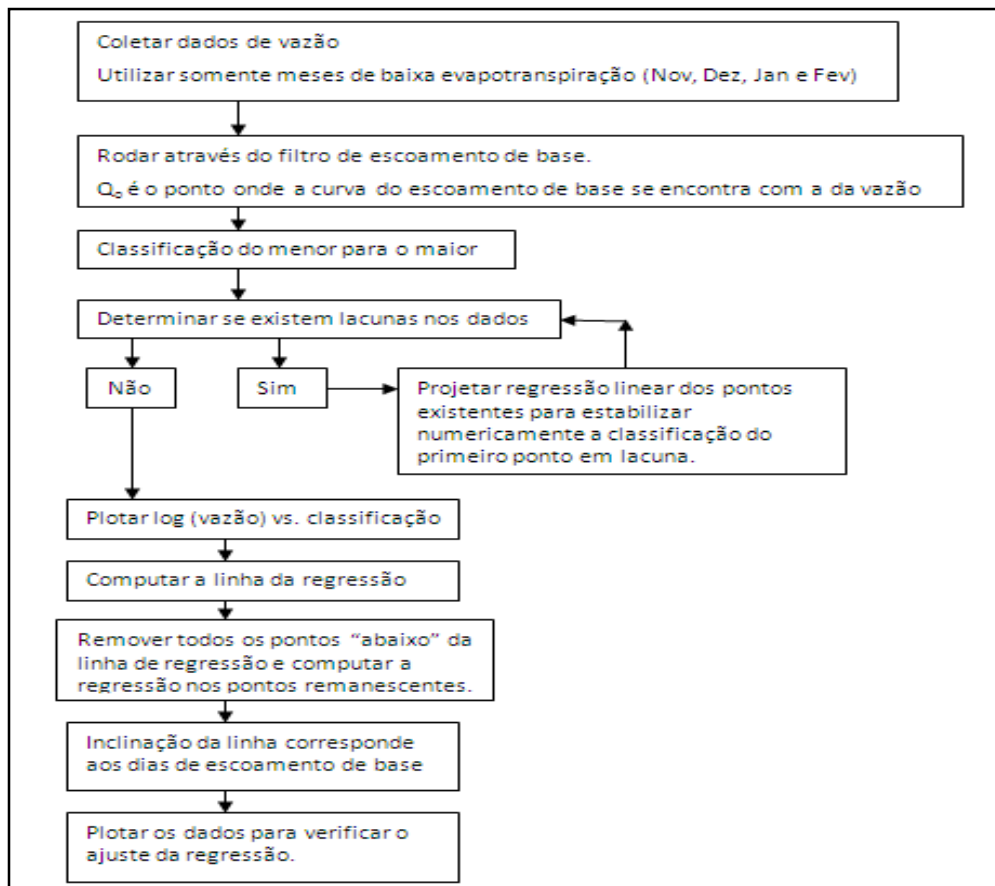 Coletar dados de vazão
Utilizar somente meses de baixa evapotranspiração (Nov, Dez, Jan e Fev)
Rodar através do filtro de escoamento de base.
Qₒ é o ponto onde a curva do escoamento de base se encontra com a da vazão
Classificação do menor para o maior
Determinar se existem lacunas nos dados
Não
Sim
Projetar regressão linear dos pontos
existentes para estabilizar
numericamente a classificação do
primeiro ponto em lacuna.
Plotar log (vazão) vs. classificação
Computar a linha da regressão
Remover todos os pontos “abaixo” da
linha de regressão e computar a
regressão nos pontos remanescentes.
Inclinação da linha corresponde
aos dias de escoamento de base
Plotar os dados para verificar o
ajuste da regressão.